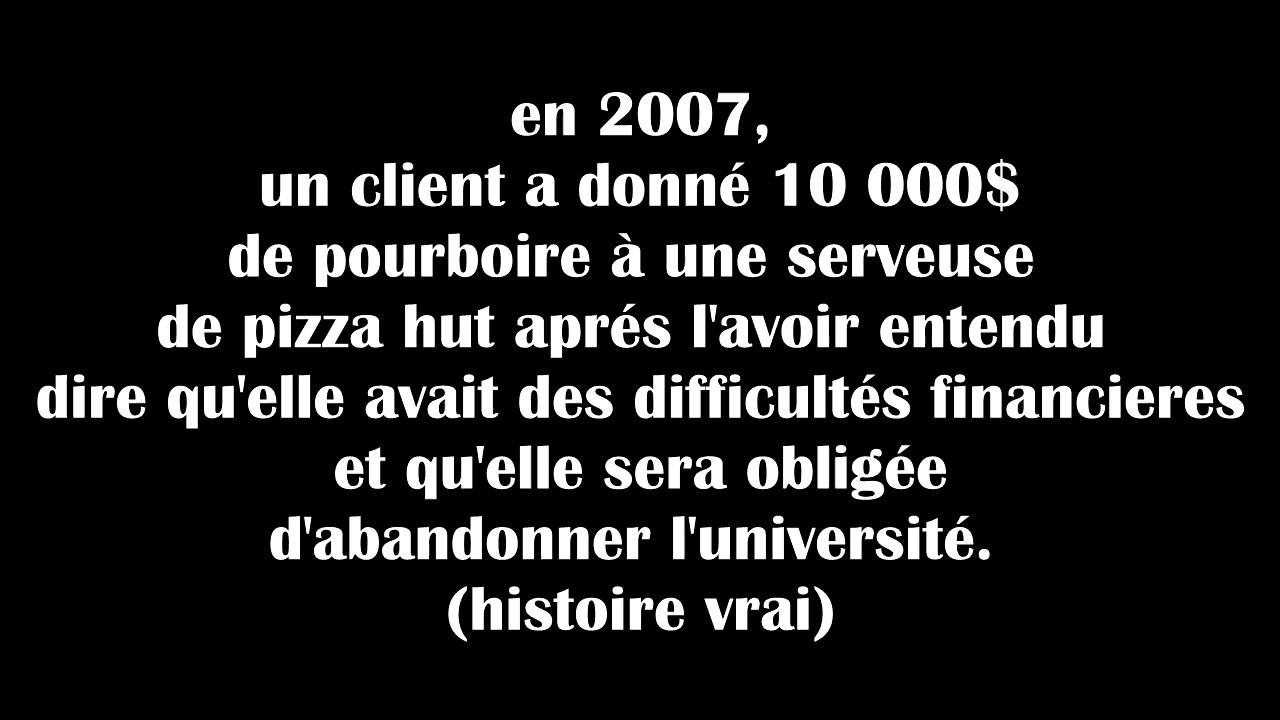 en 2007,
un client a donné 10 000$
de pourboire à une serveuse
de pizza hut aprés l'avoir entendu
dire qu'elle avait des difficultés financieres
et qu'elle sera obligée
d'abandonner l'université.
(histoire vrai)